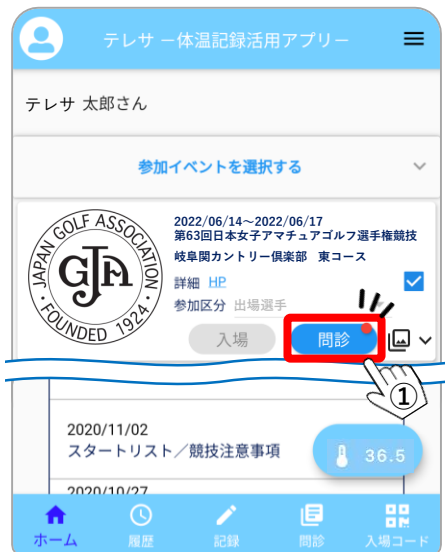 テレサ －体温記録活用アプリ－
テレサ 太郎さん
参加イベントを選択する
JAPAN GOLF ASSOCIATION
GJA
FOUNDED 1924
2022/06/14～2022/06/17
第63回日本女子アマチュアゴルフ選手権競技
岐阜関カントリー倶楽部 東コース
詳細 HP
参加区分 出場選手
入場 問診
①
2020/11/02
スタートリスト／競技注意事項
36.5
2020/10/27
ホーム 履歴 記録 問診 入場コード